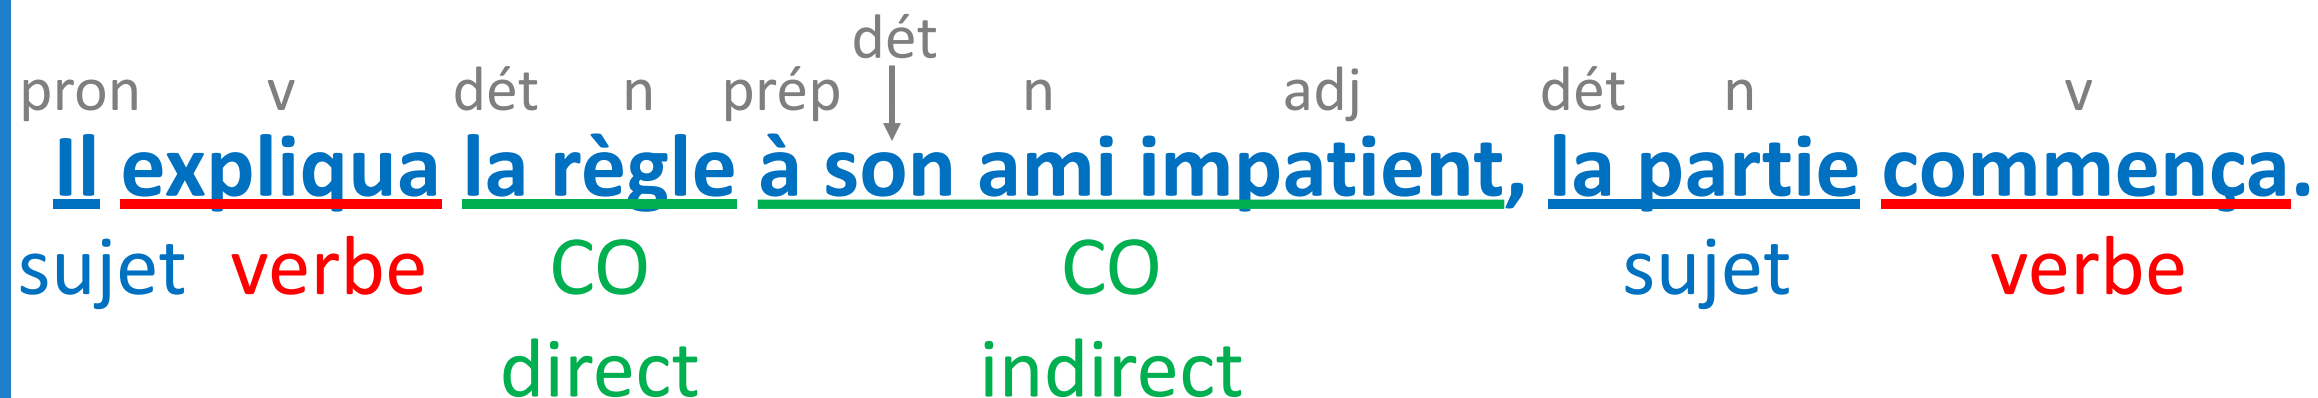 dét
pron v dét n prép n adj dét n v
Il expliqua la règle à son ami impatient, la partie commença.
sujet verbe CO CO sujet verbe
direct indirect